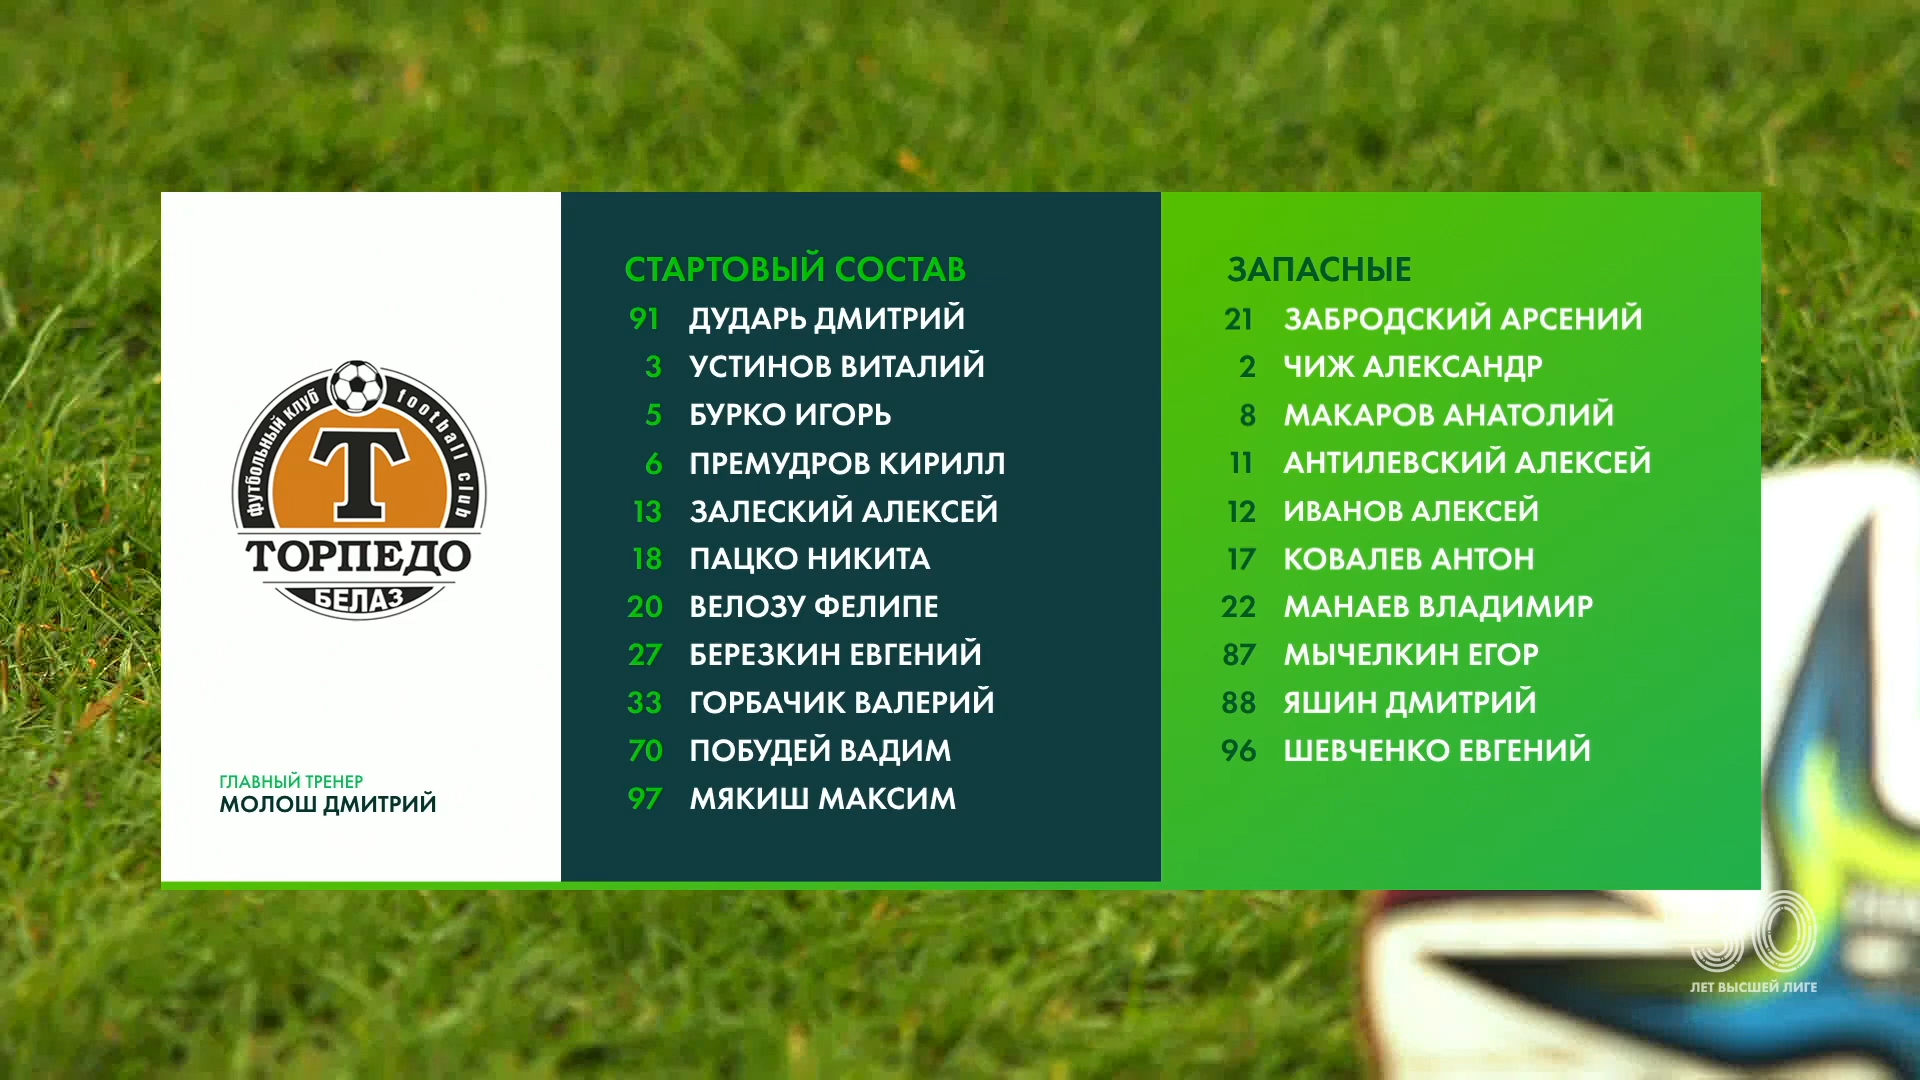 футбольный клуб football club
Т
ТОРПЕДО
БЕЛАЗ
ГЛАВНЫЙ ТРЕНЕР
МОЛОШ ДМИТРИЙ
СТАРТОВЫЙ СОСТАВ
91 ДУДАРЬ ДМИТРИЙ
3 УСТИНОВ ВИТАЛИЙ
5 БУРКО ИГОРЬ
6 ПРЕМУДРОВ КИРИЛЛ
13 ЗАЛЕСКИЙ АЛЕКСЕЙ
18 ПАЦКО НИКИТА
20 ВЕЛОЗУ ФЕЛИПЕ
27 БЕРЕЗКИН ЕВГЕНИЙ
33 ГОРБАЧИК ВАЛЕРИЙ
70 ПОБУДЕЙ ВАДИМ
97 МЯКИШ МАКСИМ
ЗАПАСНЫЕ
21 ЗАБРОДСКИЙ АРСЕНИЙ
2 ЧИЖ АЛЕКСАНДР
8 МАКАРОВ АНАТОЛИЙ
11 АНТИЛЕВСКИЙ АЛЕКСЕЙ
12 ИВАНОВ АЛЕКСЕЙ
17 КОВАЛЕВ АНТОН
22 МАНАЕВ ВЛАДИМИР
87 МЫЧЕЛКИН ЕГОР
88 ЯШИН ДМИТРИЙ
96 ШЕВЧЕНКО ЕВГЕНИЙ
30
ЛЕТ ВЫСШЕЙ ЛИГЕ